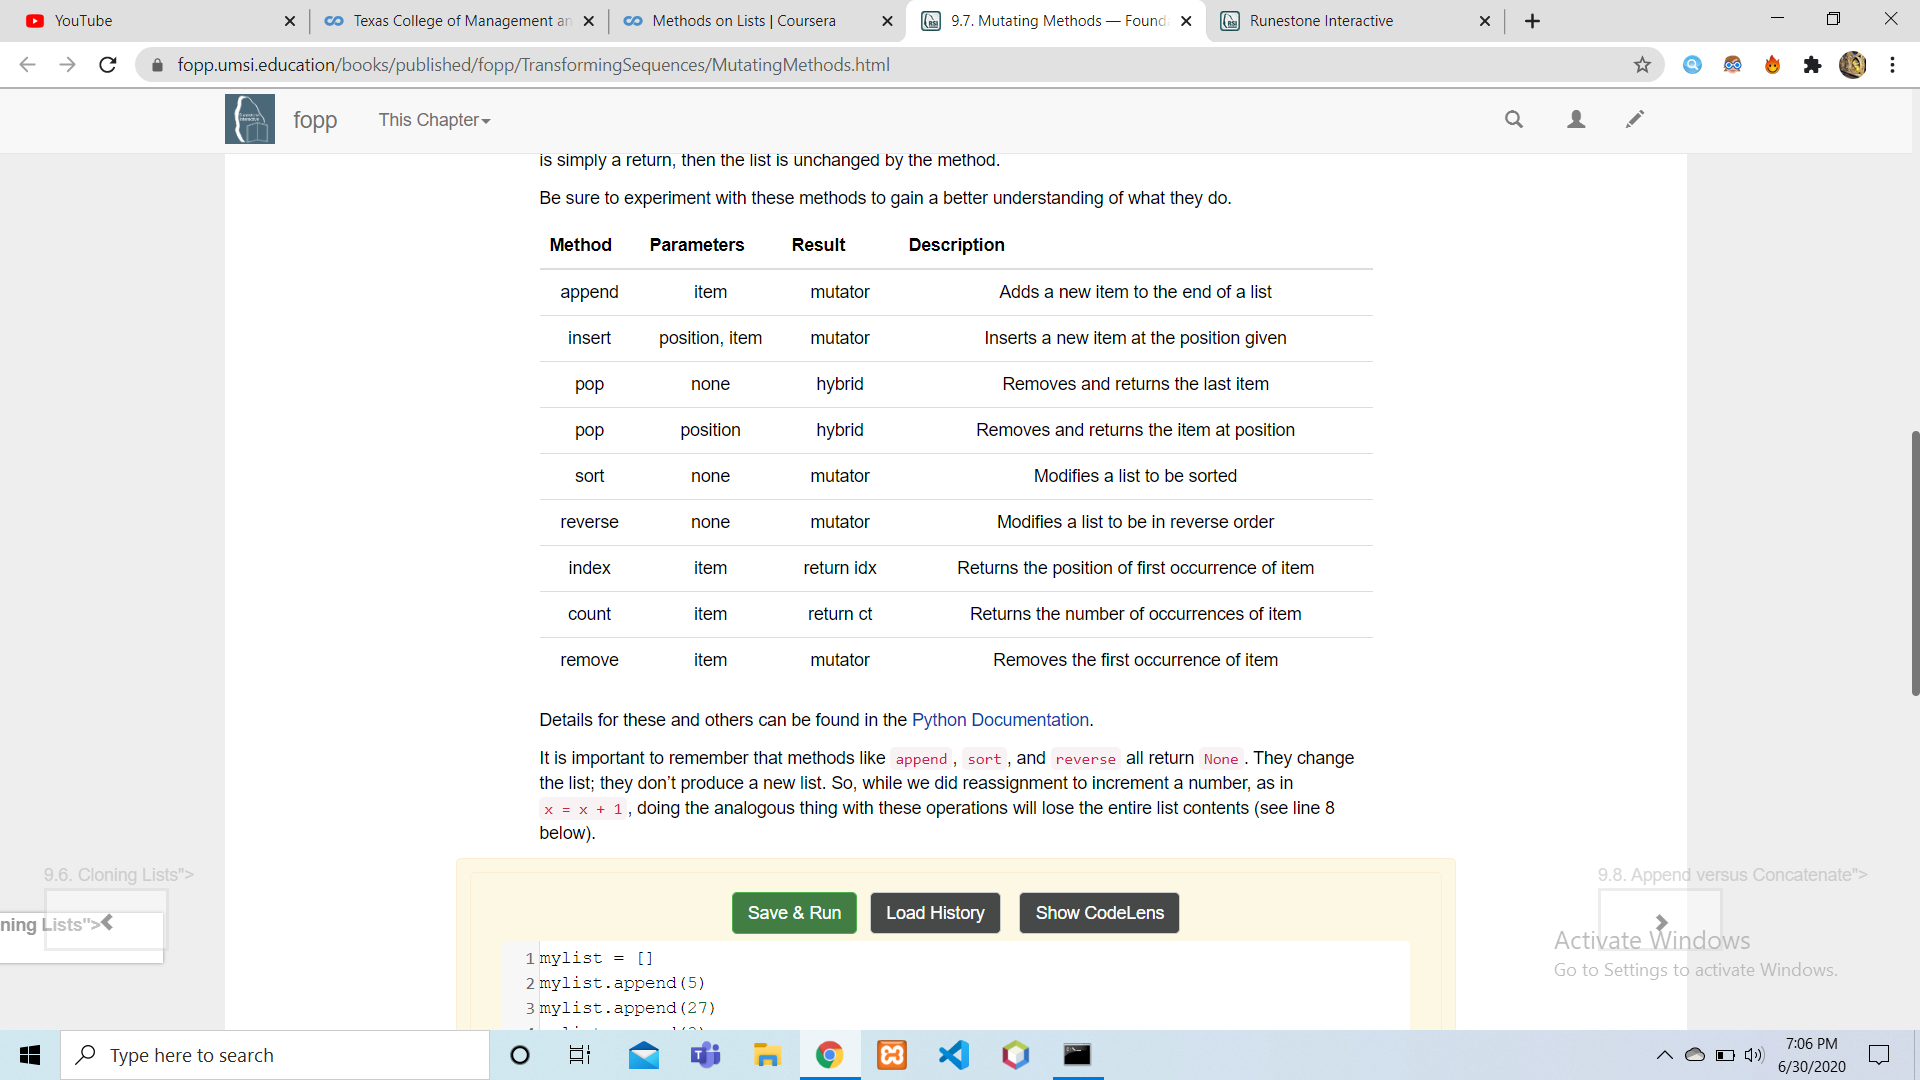 YouTube
Texas College of Management an
Methods on Lists | Coursera
9.7. Mutating Methods — Found
Runestone Interactive
fopp.umsi.education/books/published/fopp/TransformingSequences/MutatingMethods.html
fopp
This Chapter
is simply a return, then the list is unchanged by the method.
Be sure to experiment with these methods to gain a better understanding of what they do.
Method Parameters Result Description
append item mutator Adds a new item to the end of a list
insert position, item mutator Inserts a new item at the position given
pop none hybrid Removes and returns the last item
pop position hybrid Removes and returns the item at position
sort none mutator Modifies a list to be sorted
reverse none mutator Modifies a list to be in reverse order
index item return idx Returns the position of first occurrence of item
count item return ct Returns the number of occurrences of item
remove item mutator Removes the first occurrence of item
Details for these and others can be found in the Python Documentation.
It is important to remember that methods like append , sort , and reverse all return None . They change
the list; they don’t produce a new list. So, while we did reassignment to increment a number, as in
x = x + 1 , doing the analogous thing with these operations will lose the entire list contents (see line 8
below).
9.6. Cloning Lists">
ning Lists">
9.8. Append versus Concatenate">
Save & Run
Load History
Show CodeLens
1 mylist = []
2 mylist.append(5)
3 mylist.append(27)
Activate Windows
Go to Settings to activate Windows.
Type here to search
7:06 PM
6/30/2020